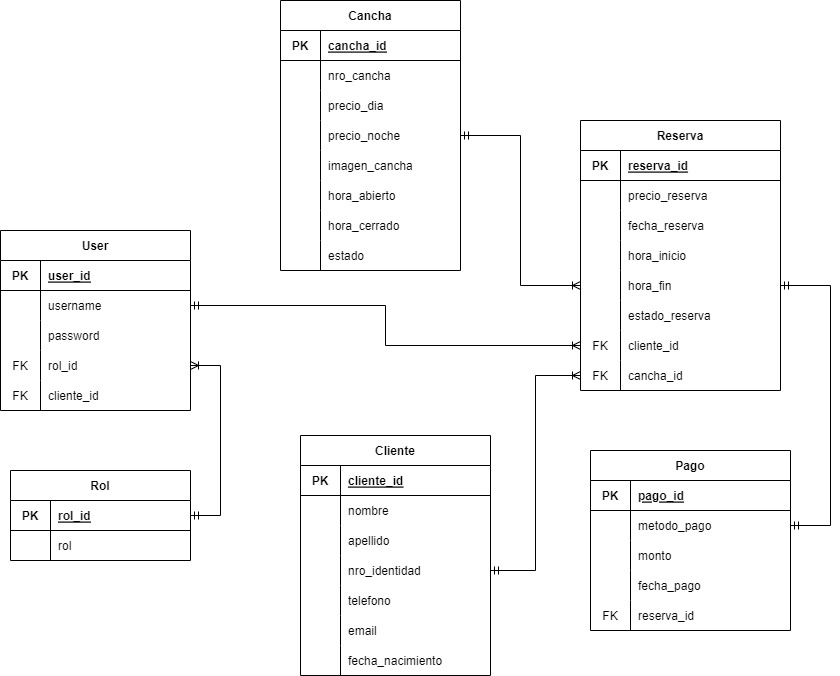 Cancha
PK cancha_id
nro_cancha
precio_dia
precio_noche
imagen_cancha
hora_abierto
hora_cerrado
estado
Reserva
PK reserva_id
precio_reserva
fecha_reserva
hora_inicio
hora_fin
estado_reserva
FK cliente_id
FK cancha_id
User
PK user_id
username
password
FK rol_id
FK cliente_id
Rol
PK rol_id
rol
Cliente
PK cliente_id
nombre
apellido
nro_identidad
telefono
email
fecha_nacimiento
Pago
PK pago_id
metodo_pago
monto
fecha_pago
FK reserva_id